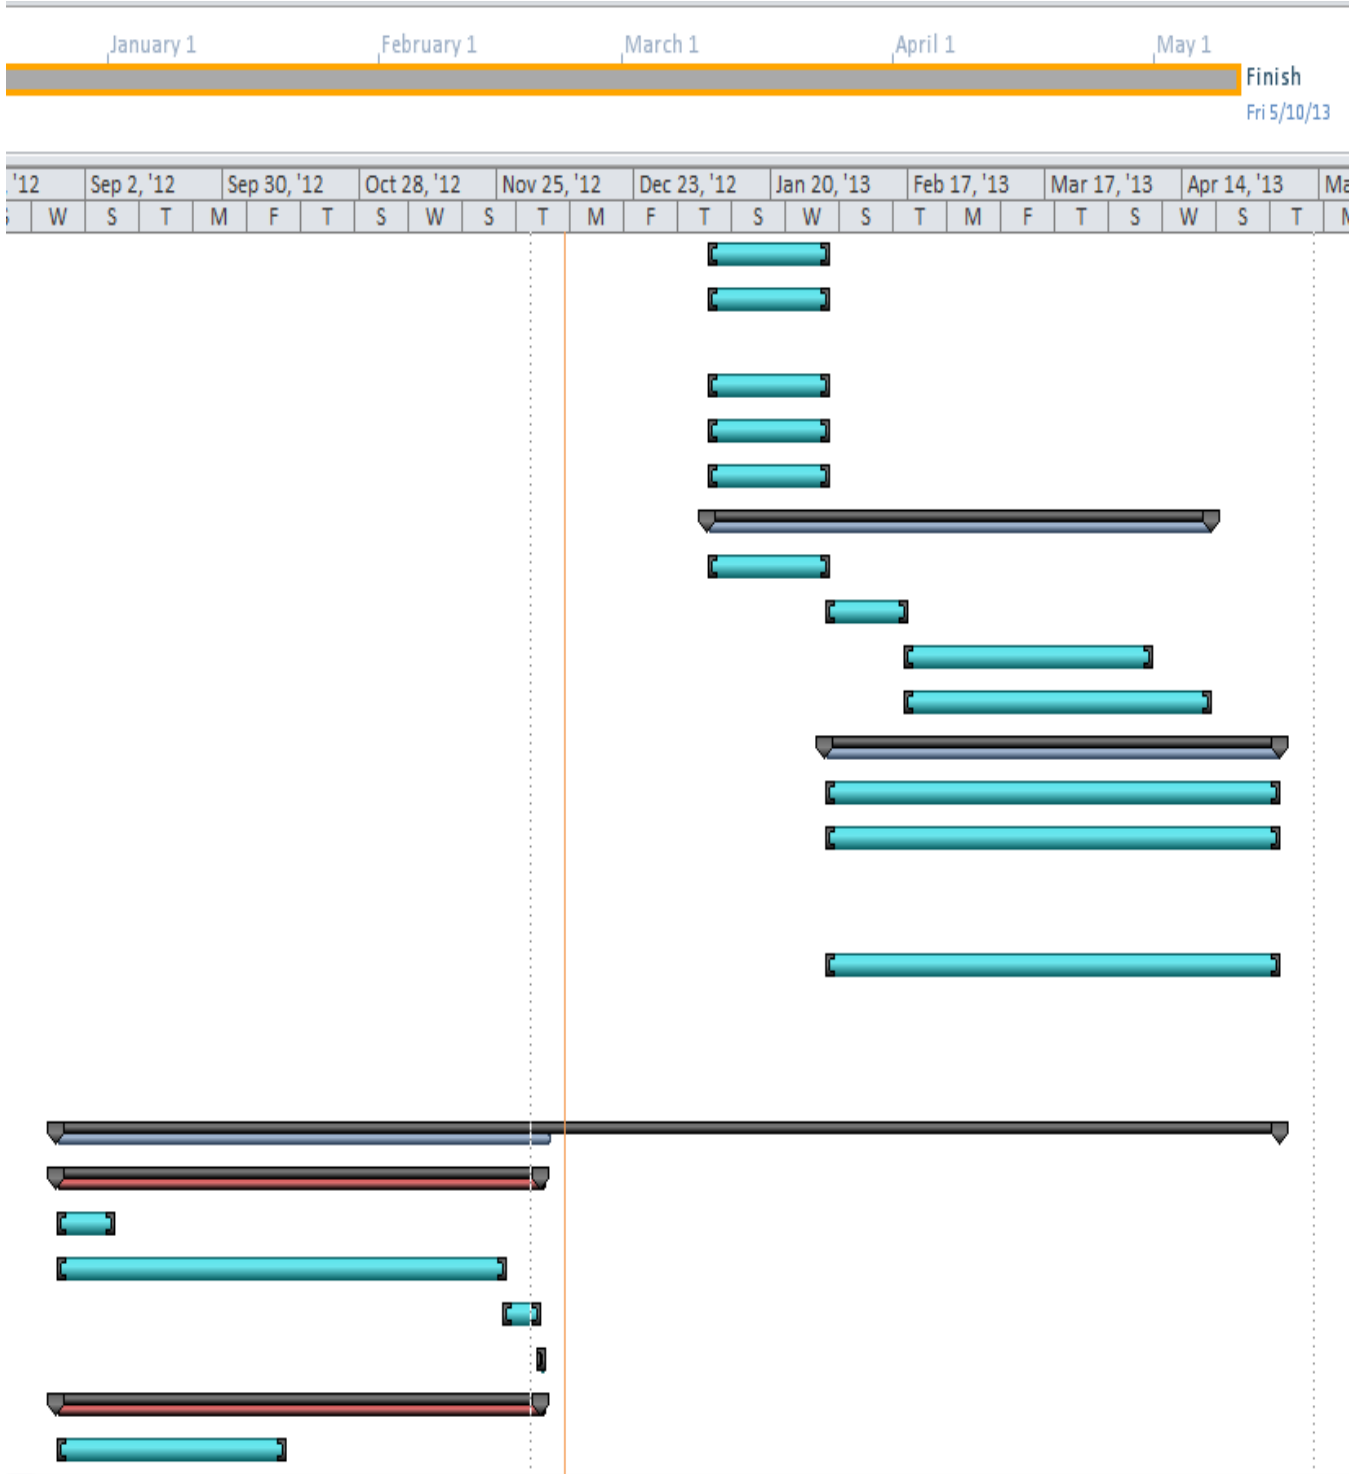 January 1 February 1 March 1 April 1 May 1
Finish
Fri 5/10/13
'12 Sep 2, '12 Sep 30, '12 Oct 28, '12 Nov 25, '12 Dec 23, '12 Jan 20, '13 Feb 17, '13 Mar 17, '13 Apr 14, '13 Ma
W S T M F T S W S T M F T S W S T M F T S W S T